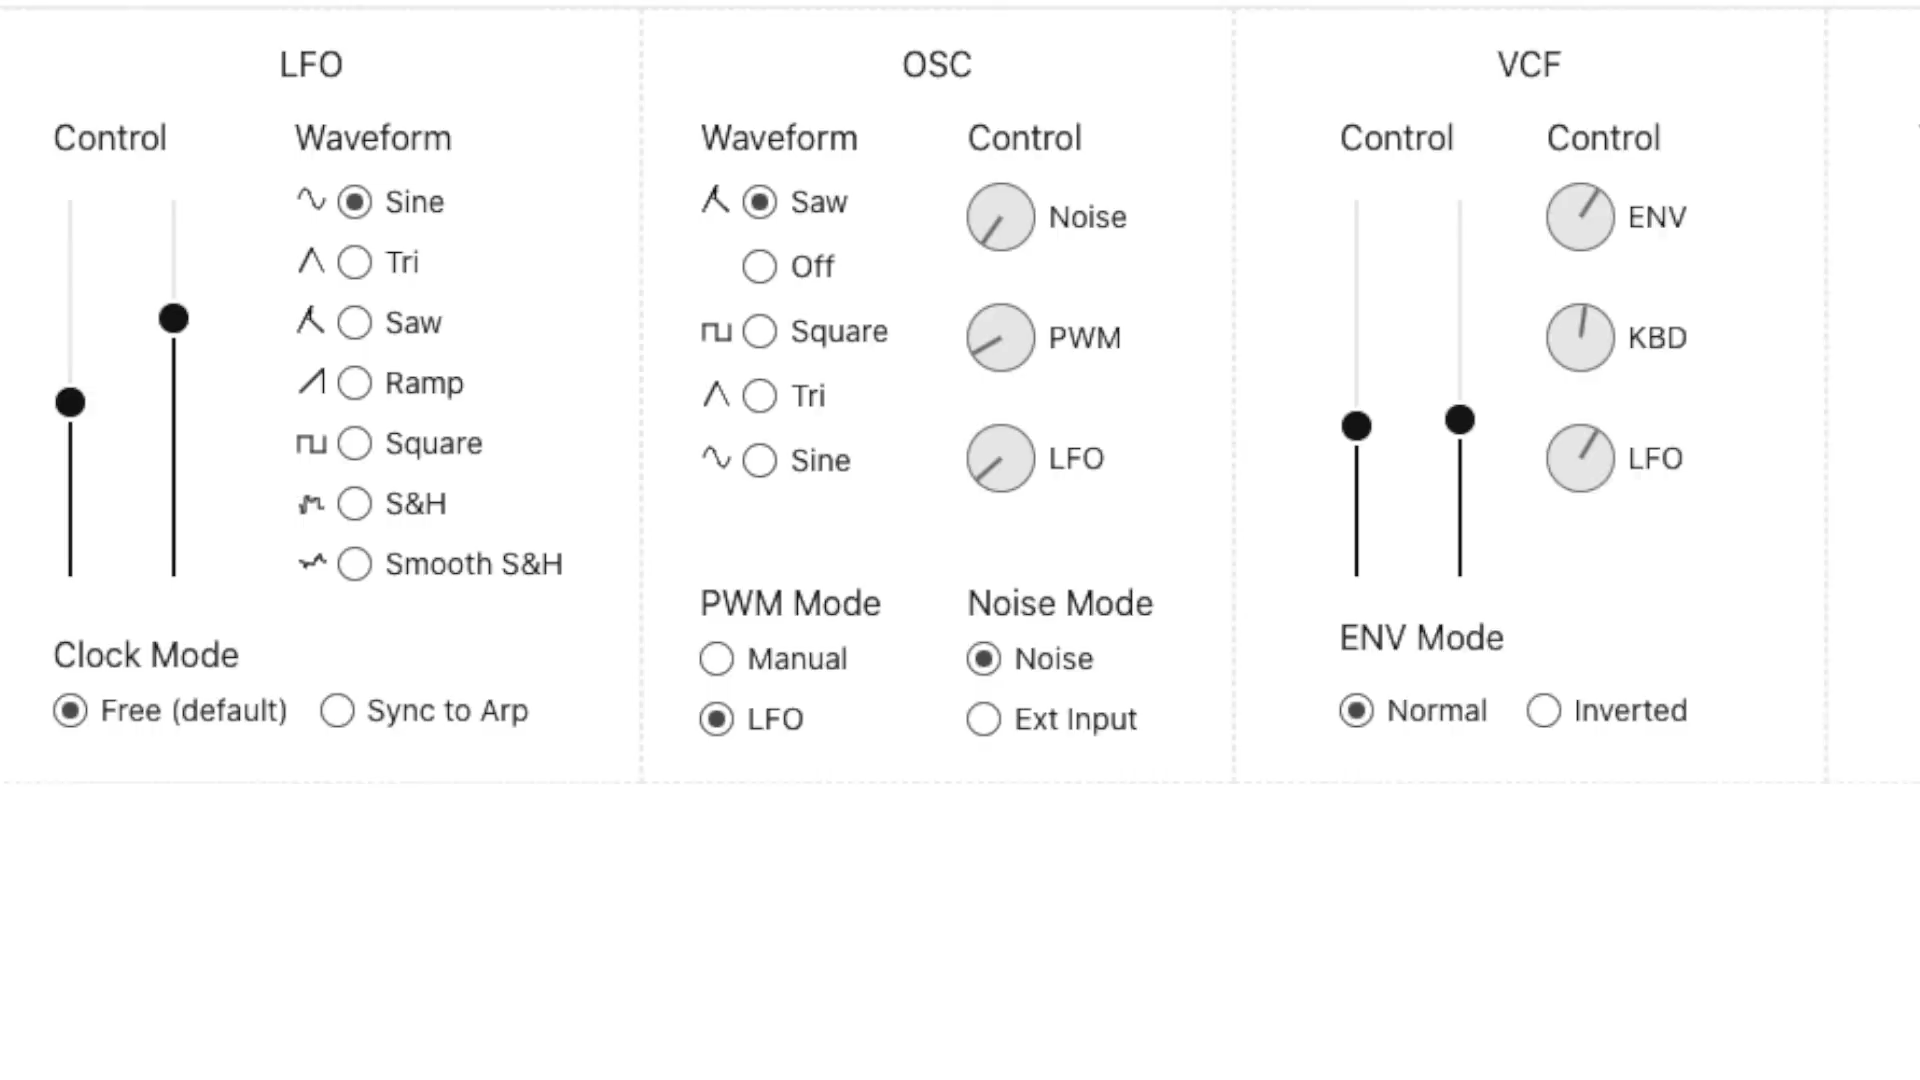 LFO
Control
Waveform
Sine
Tri
Saw
Ramp
Square
S&H
Smooth S&H
Clock Mode
Free (default)
Sync to Arp
OSC
Waveform
Saw
Off
Square
Tri
Sine
Control
Noise
PWM
LFO
PWM Mode
Manual
LFO
Noise Mode
Noise
Ext Input
VCF
Control
Control
ENV
KBD
LFO
ENV Mode
Normal
Inverted